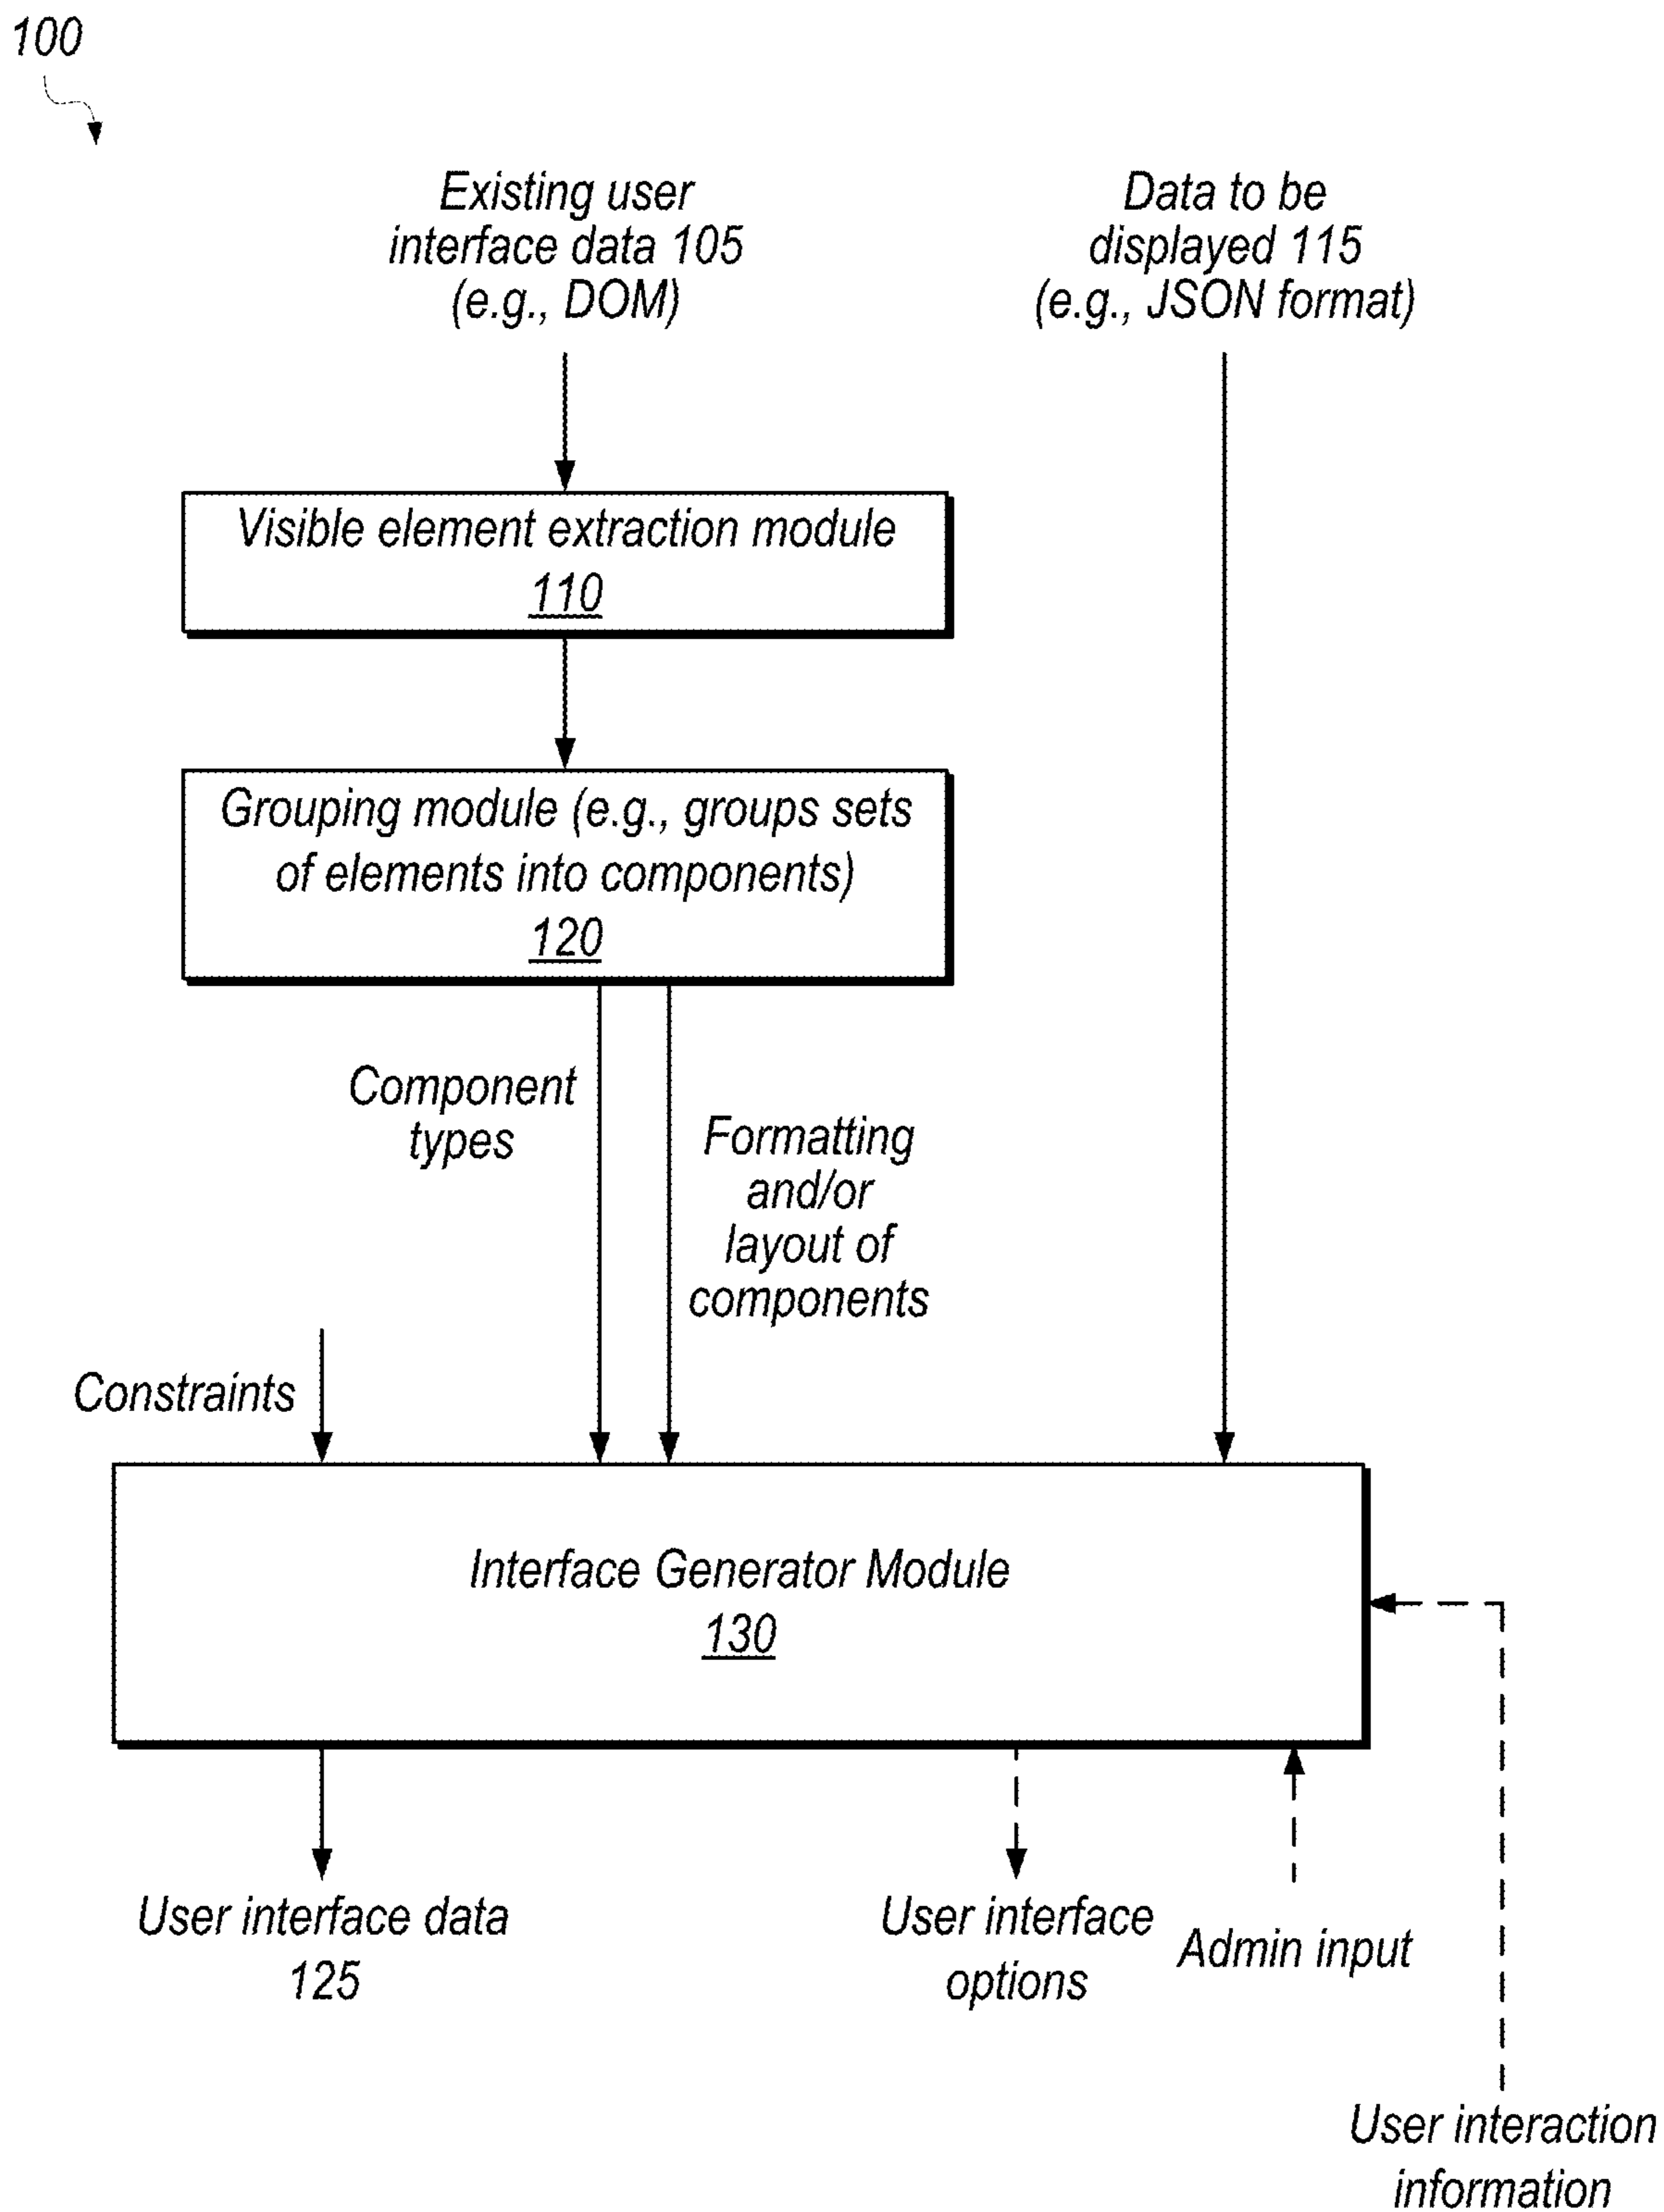 100
Existing user
interface data 105
(e.g., DOM)
Data to be
displayed 115
(e.g., JSON format)
Visible element extraction module
110
Grouping module (e.g., groups sets
of elements into components)
120
Component
types
Formatting
and/or
layout of
components
Constraints
Interface Generator Module
130
User interface data
125
User interface
options
Admin input
User interaction
information